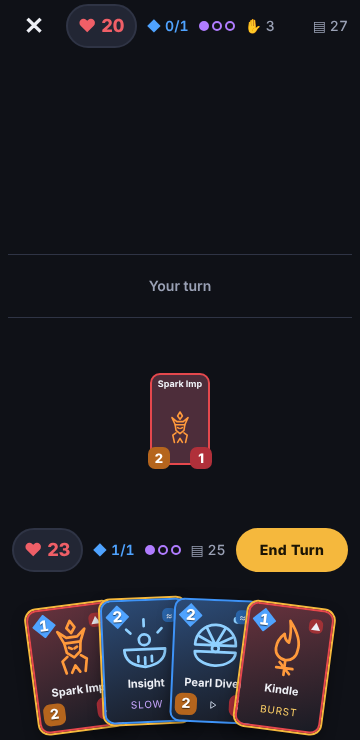 20 0/1 3 27
Your turn
Spark Imp
2 1
23 1/1 25 End Turn
1 Spark Imp 2
2 Insight SLOW
2 Pearl Dive 2
1 Kindle BURST